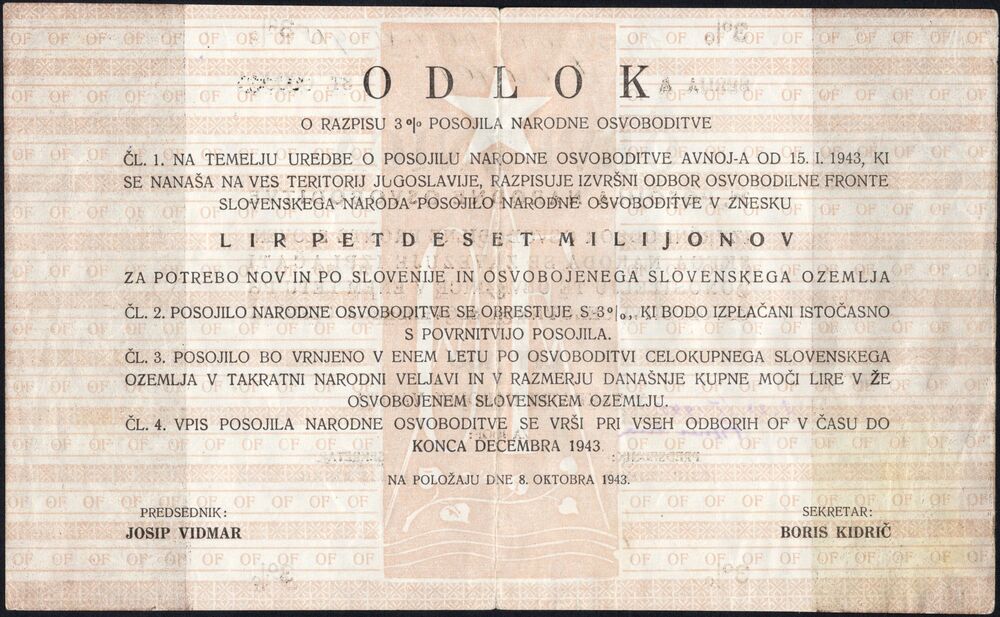 ODLOK
O RAZPISU 3% POSOJILA NARODNE OSVOBODITVE
ČL. 1. NA TEMELJU UREDBE O POSOJILU NARODNE OSVOBODITVE AVNOJ-A OD 15. I. 1943, KI
SE NANAŠA NA VES TERITORIJ JUGOSLAVIJE, RAZPISUJE IZVRŠNI ODBOR OSVOBODILNE FRONTE
SLOVENSKEGA NARODA POSOJILO NARODNE OSVOBODITVE V ZNESKU
LIR PETDESET MILIJONOV
ZA POTREBO NOV IN PO SLOVENIJE IN OSVOBOJENEGA SLOVENSKEGA OZEMLJA
ČL. 2. POSOJILO NARODNE OSVOBODITVE SE OBRESTUJE S 3%, KI BODO IZPLAČANI ISTOČASNO
S POVRNITVIJO POSOJILA.
ČL. 3. POSOJILO BO VRNJENO V ENEM LETU PO OSVOBODITVI CELOKUPNEGA SLOVENSKEGA
OZEMLJA V TAKRATNI NARODNI VELJAVI IN V RAZMERJU DANAŠNJE KUPNE MOČI LIRE V ŽE
OSVOBOJENEM SLOVENSKEM OZEMLJU.
ČL. 4. VPIS POSOJILA NARODNE OSVOBODITVE SE VRŠI PRI VSEH ODBORIH OF V ČASU DO
KONCA DECEMBRA 1943.
NA POLOŽAJU DNE 8. OKTOBRA 1943.
PREDSEDNIK:
JOSIP VIDMAR
SEKRETAR:
BORIS KIDRIČ